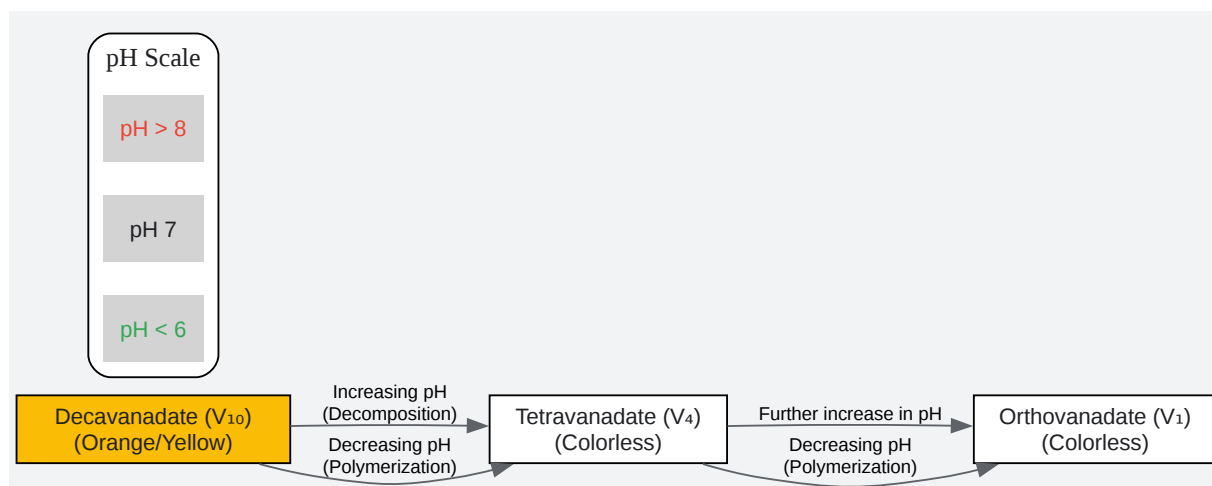 pH Scale
pH > 8
pH 7
pH < 6
Decavanadate (V₁₀)
(Orange/Yellow)
Increasing pH
(Decomposition)
Decreasing pH
(Polymerization)
Tetravanadate (V₄)
(Colorless)
Further increase in pH
Decreasing pH
(Polymerization)
Orthovanadate (V₁)
(Colorless)